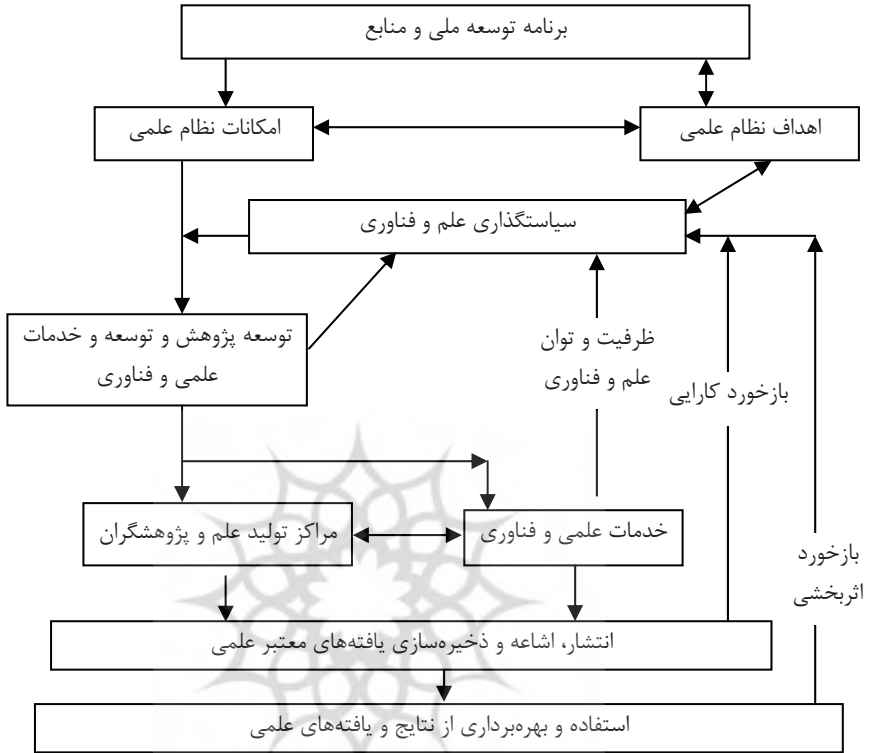 برنامه توسعه ملی و منابع
اهداف نظام علمی
امکانات نظام علمی
سیاستگذاری علم و فناوری
توسعه پژوهش و توسعه و خدمات
علمی و فناوری
ظرفیت و توان
علم و فناوری
بازخورد کارایی
بازخورد
اثربخشی
خدمات علمی و فناوری
مراکز تولید علم و پژوهشگران
انتشار، اشاعه و ذخیره‌سازی یافته‌های معتبر علمی
استفاده و بهره‌برداری از نتایج و یافته‌های علمی